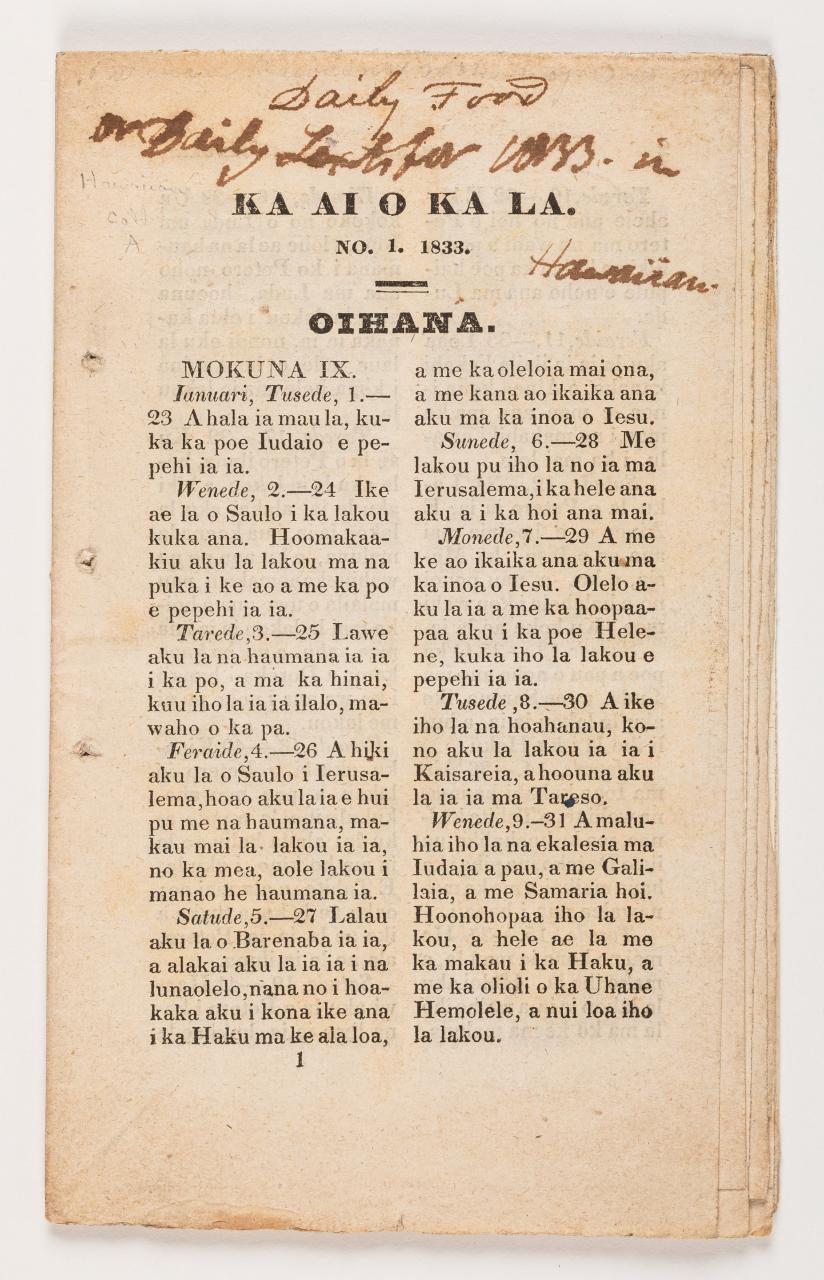 Daily Food
or Daily Texts for 1833. in
KA AI O KA LA.
NO. 1. 1833.
Hawaiian.
OIHANA.
MOKUNA IX.
Ianuari, Tusede, 1.—
23 A hala ia mau la, ku-
ka ka poe Iudaio e pe-
pehi ia ia.
Wenede, 2.—24 Ike
ae la o Saulo i ka lakou
kuka ana. Hoomakaa-
kiu aku la lakou ma na
puka i ke ao a me ka po
e pepehi ia ia.
Tarede,3.—25 Lawe
aku la na haumana ia ia
i ka po, a ma ka hinai,
kuu iho la ia ia ilalo, ma-
waho o ka pa.
Feraide,4.—26 A hiki
aku la o Saulo i Ierusa-
lema,hoao aku la ia e hui
pu me na haumana, ma-
kau mai la lakou ia ia,
no ka mea, aole lakou i
manao he haumana ia.
Satude,5.—27 Lalau
aku la o Barenaba ia ia,
a alakai aku la ia ia i na
lunaolelo,nana no i hoa-
kaka aku i kona ike ana
i ka Haku ma ke ala loa,
1
a me ka oleloia mai ona,
a me kana ao ikaika ana
aku ma ka inoa o Iesu.
Sunede, 6.—28 Me
lakou pu iho la no ia ma
Ierusalema,i ka hele ana
aku a i ka hoi ana mai.
Monede,7.—29 A me
ke ao ikaika ana aku ma
ka inoa o Iesu. Olelo a-
ku la ia a me ka hoopaa-
paa aku i ka poe Hele-
ne, kuka iho la lakou e
pepehi ia ia.
Tusede ,8.—30 A ike
iho la na hoahanau, ko-
no aku la lakou ia ia i
Kaisareia, a hoouna aku
la ia ia ma Tareso.
Wenede,9.–31 A malu-
hia iho la na ekalesia ma
Iudaia a pau, a me Gali-
laia, a me Samaria hoi.
Hoonohopaa iho la la-
kou, a hele ae la me
ka makau i ka Haku, a
me ka olioli o ka Uhane
Hemolele, a nui loa iho
la lakou.